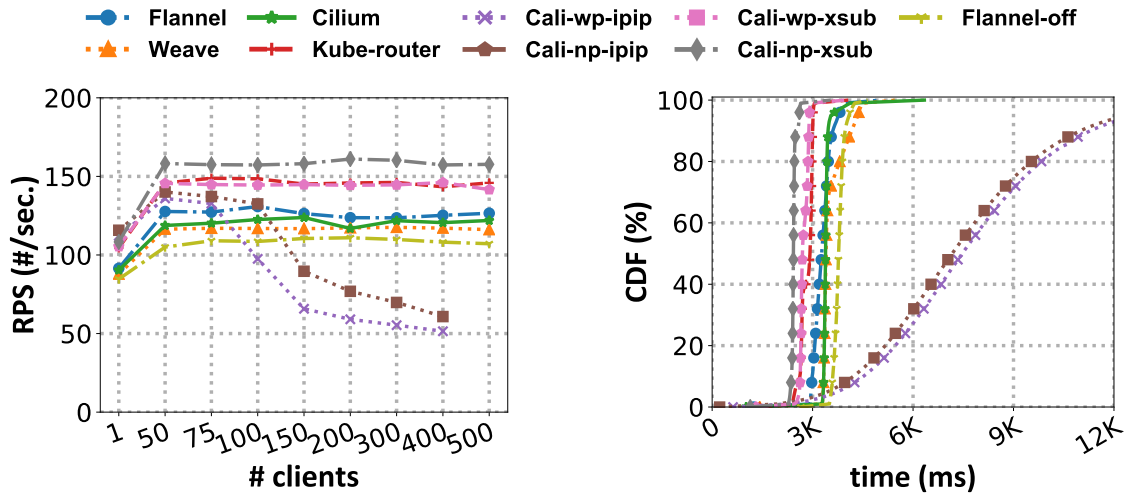 Flannel Cilium Cali-wp-ipip Cali-wp-xsub Flannel-off
Weave Kube-router Cali-np-ipip Cali-np-xsub
RPS (#/sec.)
200
150
100
50
0
1 50 75 100 150 200 300 400 500
# clients
CDF (%)
100
80
60
40
20
0
0 3K 6K 9K 12K
time (ms)